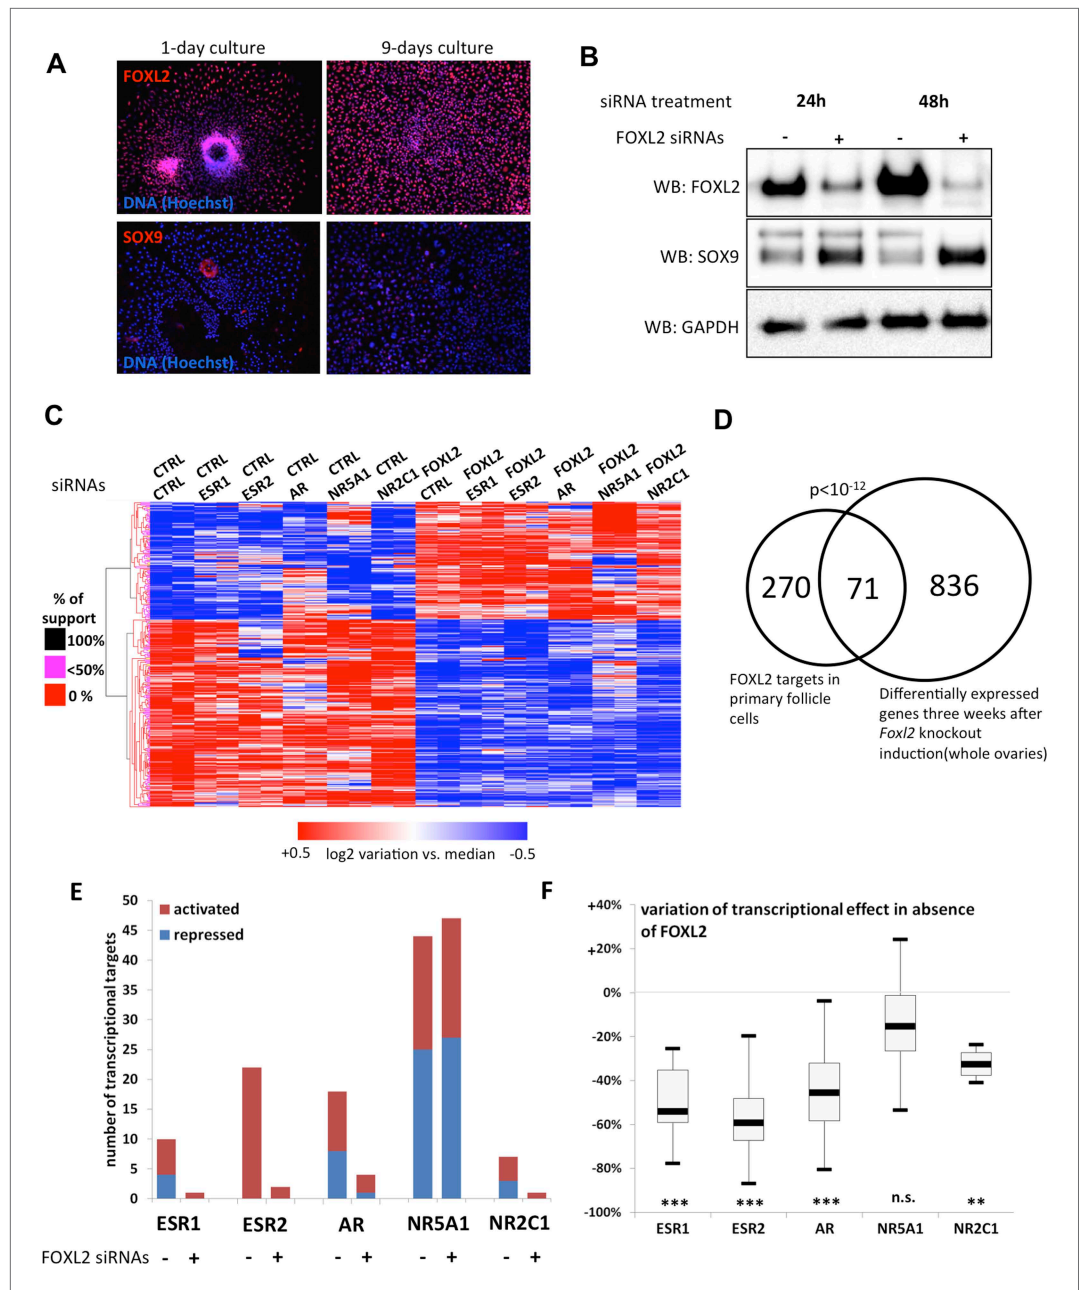 A
1-day culture
9-days culture
FOXL2
DNA (Hoechst)
SOX9
DNA (Hoechst)
B
siRNA treatment
24h
48h
FOXL2 siRNAs
- + - +
WB: FOXL2
WB: SOX9
WB: GAPDH
C
siRNAs
CTRL CTRL CTRL CTRL CTRL CTRL FOXL2 FOXL2 FOXL2 FOXL2 FOXL2 FOXL2
CTRL ESR1 ESR2 AR NR5A1 NR2C1 CTRL ESR1 ESR2 AR NR5A1 NR2C1
% of
support
100%
<50%
0 %
+0.5 log2 variation vs. median -0.5
D
p<10-12
270
71
836
FOXL2 targets in
primary follicle
cells
Differentially expressed
genes three weeks after
Foxl2 knockout
induction(whole ovaries)
E
number of transcriptional targets
50
45
40
35
30
25
20
15
10
5
0
activated
repressed
ESR1 ESR2 AR NR5A1 NR2C1
FOXL2 siRNAs - + - + - + - + - +
F
variation of transcriptional effect in absence
of FOXL2
+40%
+20%
0%
-20%
-40%
-60%
-80%
-100%
*** *** *** n.s. **
ESR1 ESR2 AR NR5A1 NR2C1